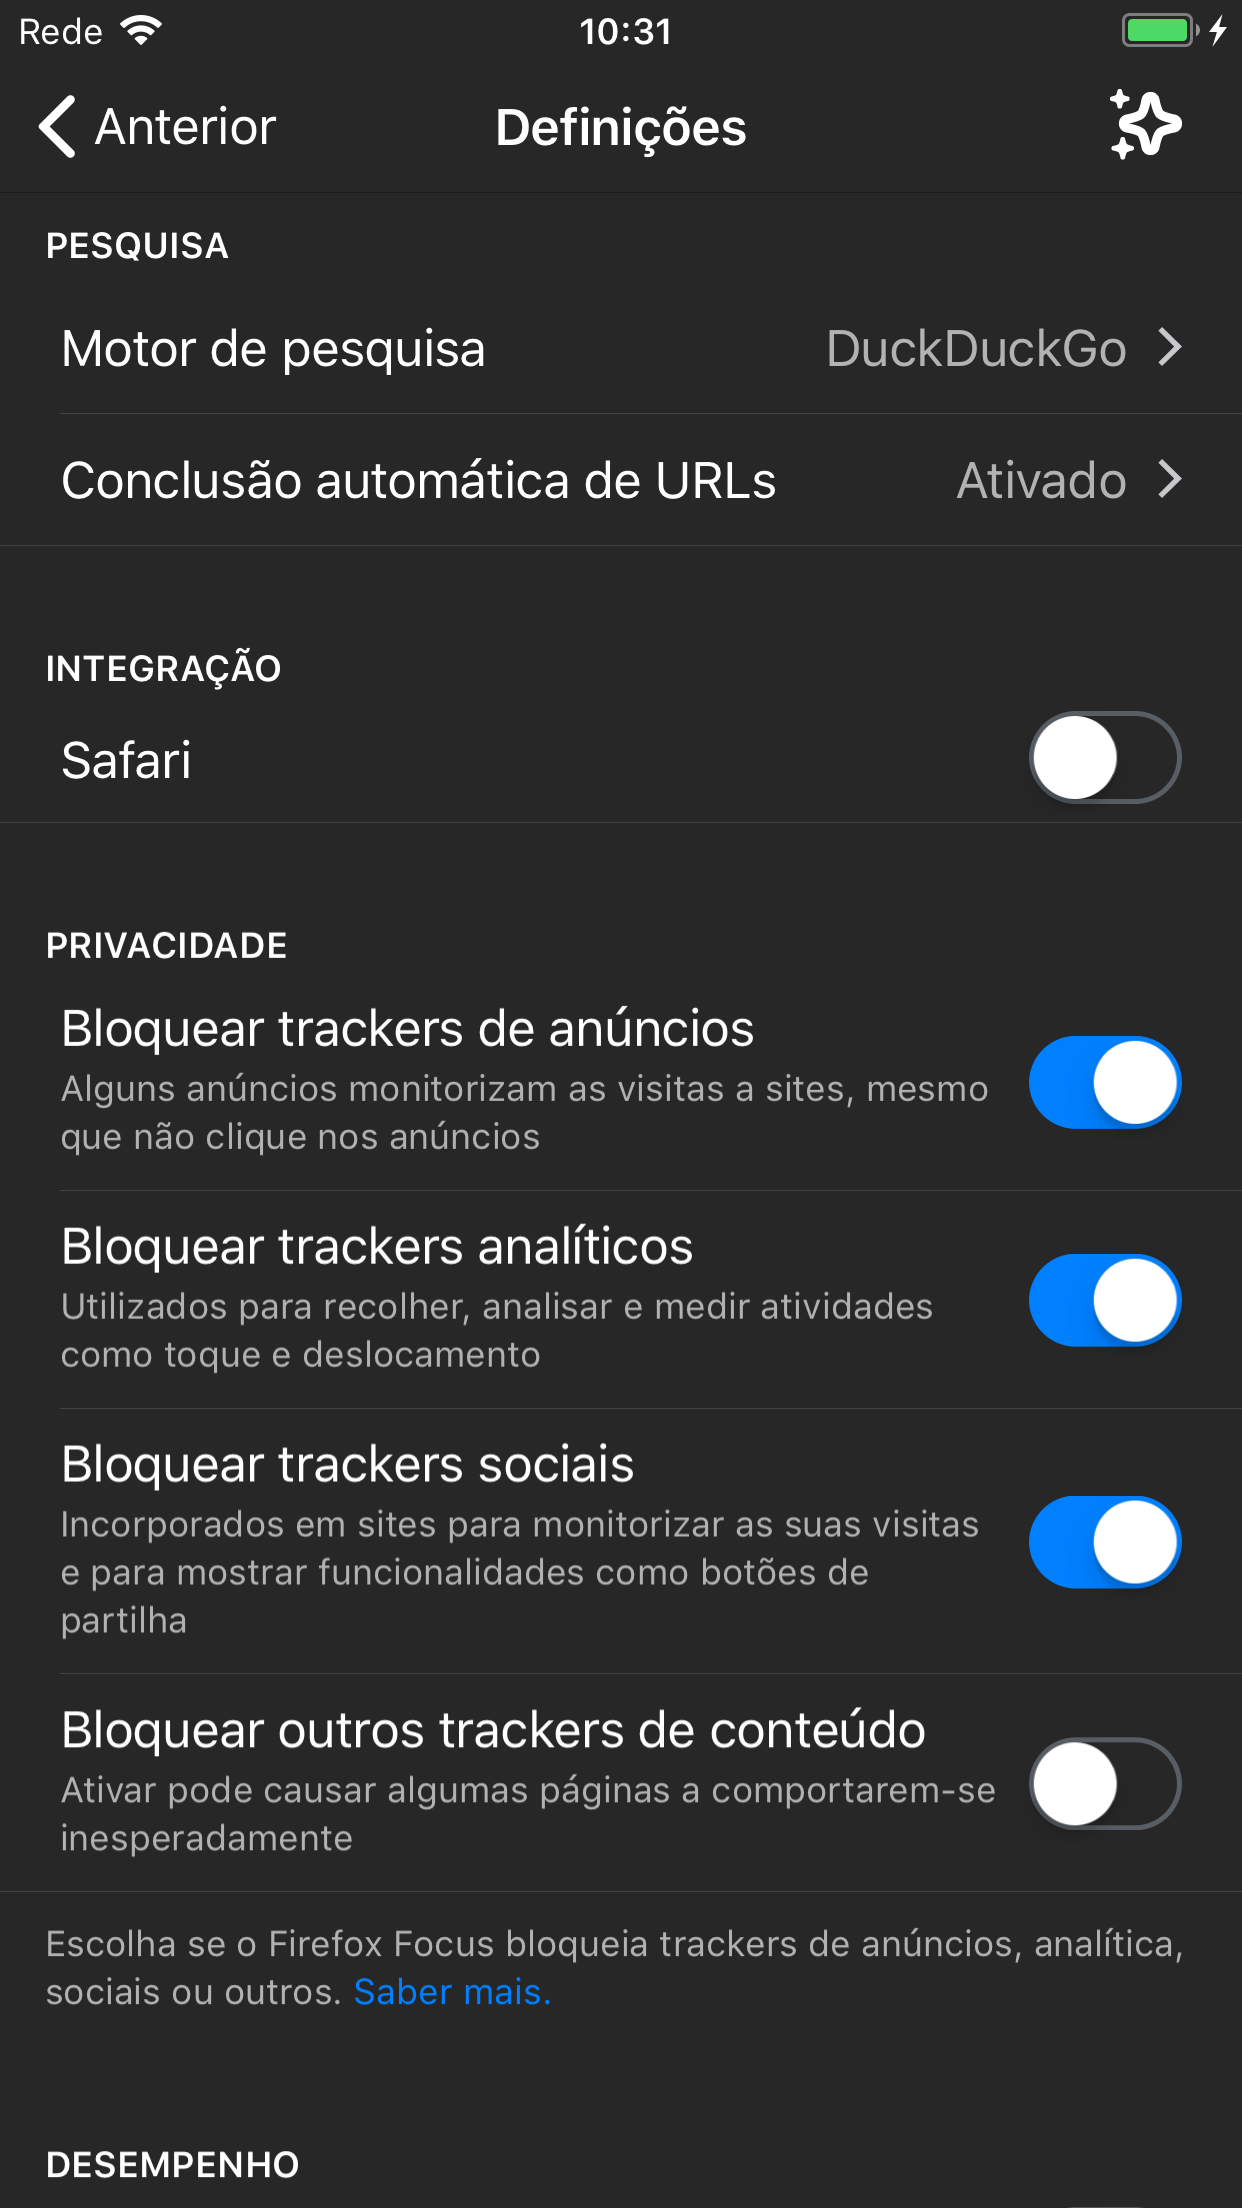 Rede
10:31
Anterior
Definições
PESQUISA
Motor de pesquisa
DuckDuckGo
Conclusão automática de URLs
Ativado
INTEGRAÇÃO
Safari
PRIVACIDADE
Bloquear trackers de anúncios
Alguns anúncios monitorizam as visitas a sites, mesmo
que não clique nos anúncios
Bloquear trackers analíticos
Utilizados para recolher, analisar e medir atividades
como toque e deslocamento
Bloquear trackers sociais
Incorporados em sites para monitorizar as suas visitas
e para mostrar funcionalidades como botões de
partilha
Bloquear outros trackers de conteúdo
Ativar pode causar algumas páginas a comportarem-se
inesperadamente
Escolha se o Firefox Focus bloqueia trackers de anúncios, analítica,
sociais ou outros. Saber mais.
DESEMPENHO